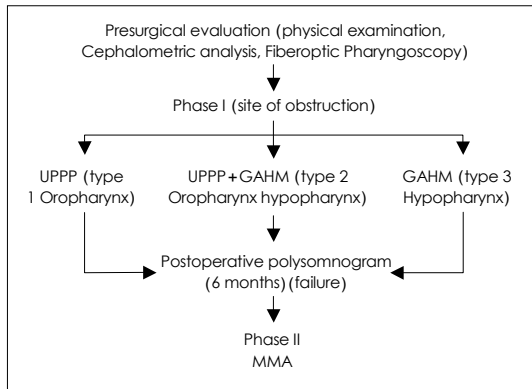 Presurgical evaluation (physical examination,
Cephalometric analysis, Fiberoptic Pharyngoscopy)
Phase I (site of obstruction)
UPPP (type
1 Oropharynx)
UPPP+GAHM (type 2
Oropharynx hypopharynx)
GAHM (type 3
Hypopharynx)
Postoperative polysomnogram
(6 months)(failure)
Phase II
MMA